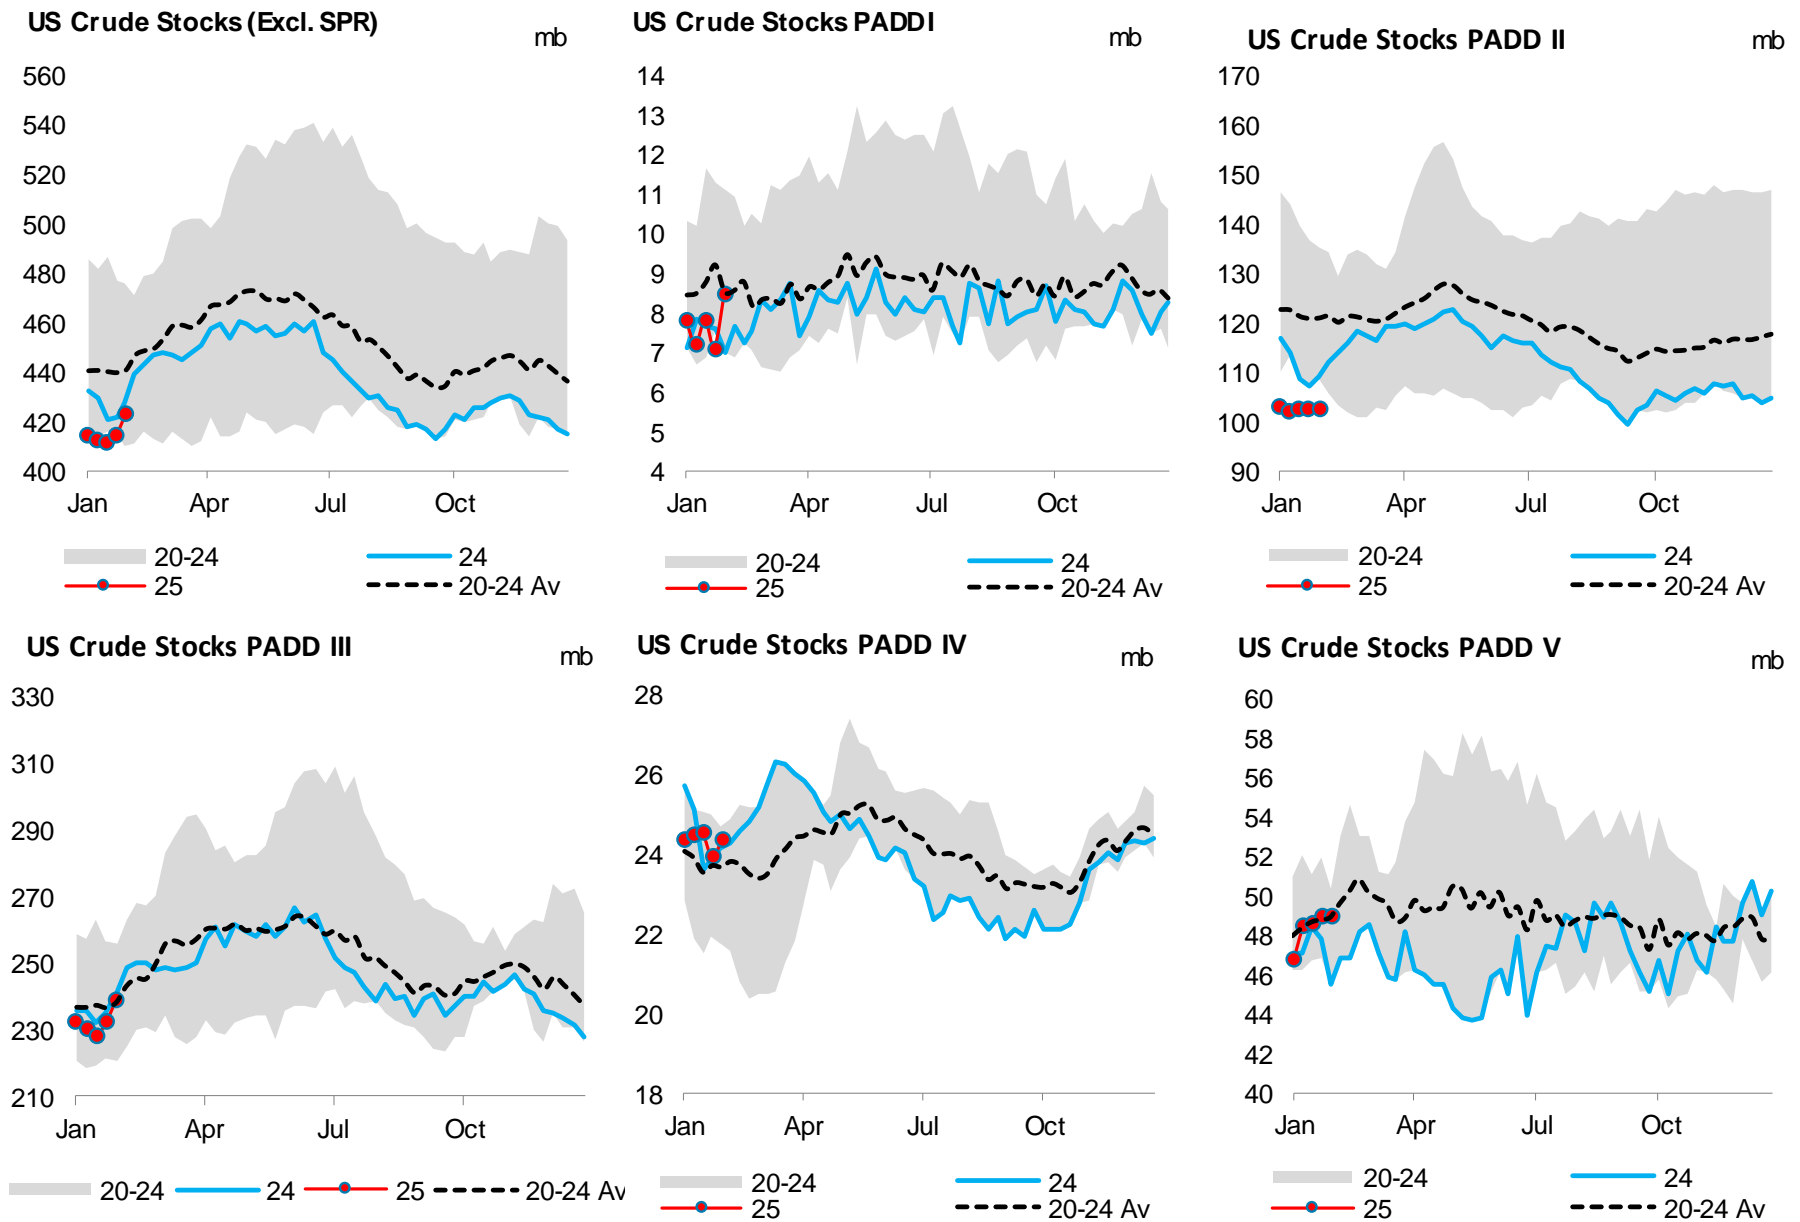 US Crude Stocks (Excl. SPR)
mb
560
540
520
500
480
460
440
420
400
Jan Apr Jul Oct
20-24 24
25 20-24 Av
US Crude Stocks PADD I
mb
14
13
12
11
10
9
8
7
6
5
4
Jan Apr Jul Oct
20-24 24
25 20-24 Av
US Crude Stocks PADD II
mb
170
160
150
140
130
120
110
100
90
Jan Apr Jul Oct
20-24 24
25 20-24 Av
US Crude Stocks PADD III
mb
330
310
290
270
250
230
210
Jan Apr Jul Oct
20-24 24 25 20-24 Av
US Crude Stocks PADD IV
mb
28
26
24
22
20
18
Jan Apr Jul Oct
20-24 24
25 20-24 Av
US Crude Stocks PADD V
mb
60
58
56
54
52
50
48
46
44
42
40
Jan Apr Jul Oct
20-24 24
25 20-24 Av